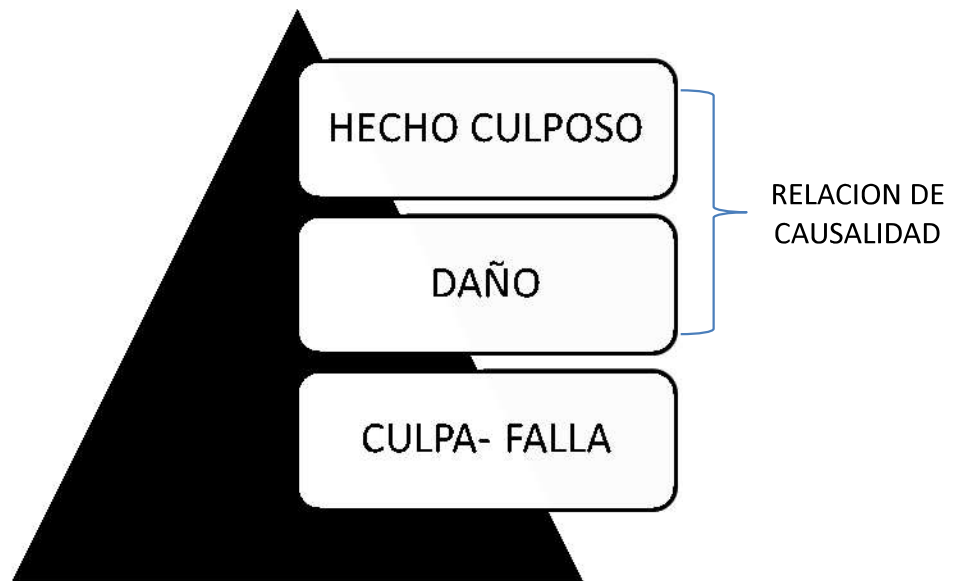 HECHO CULPOSO
RELACION DE
CAUSALIDAD
DAÑO
CULPA- FALLA